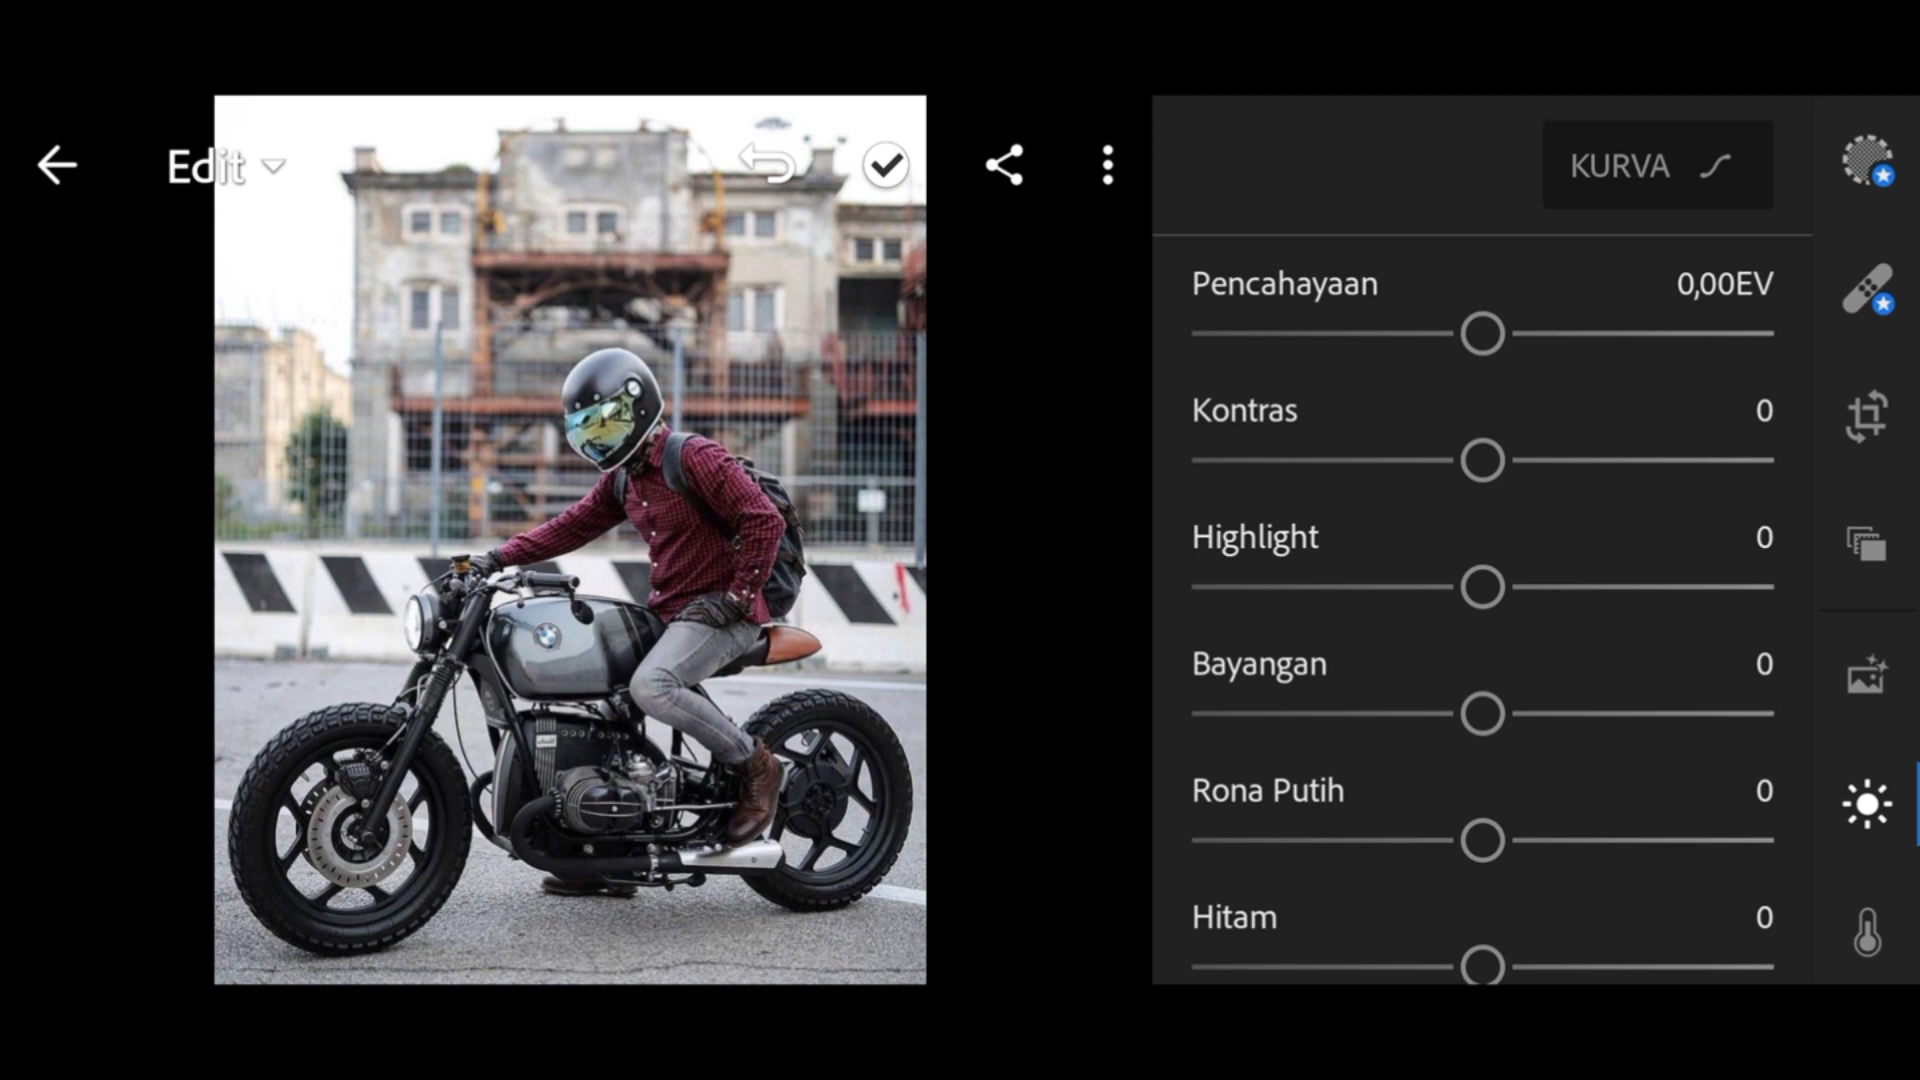 Edit
KURVA
Pencahayaan 0,00EV
Kontras 0
Highlight 0
Bayangan 0
Rona Putih 0
Hitam 0